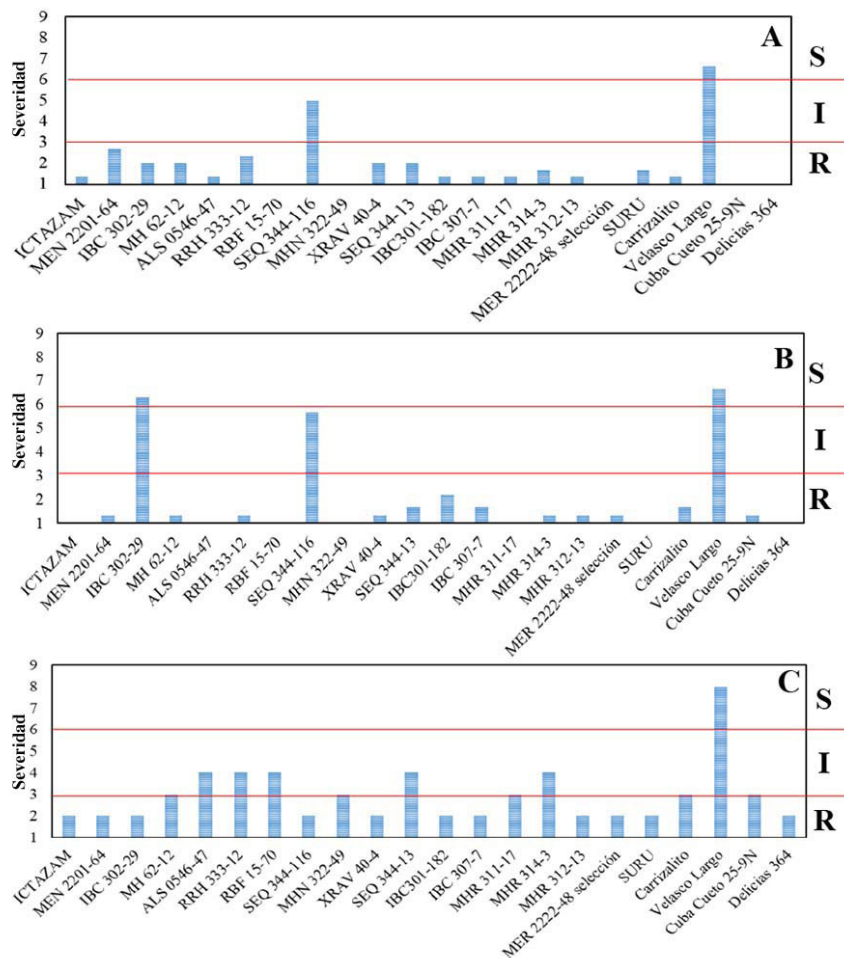 A
Severidad
9
8
7
6
5
4
3
2
1
S
I
R
ICTAZAM
MEN 2201-64
IBC 302-29
MH 62-12
ALS 0546-47
RRH 333-12
RBF 15-70
SEQ 344-116
MHN 322-49
XRAV 40-4
SEQ 344-13
IBC301-182
IBC 307-7
MHR 311-17
MHR 314-3
MHR 312-13
MER 2222-48 selección
SURU
Carrizalito
Velasco Largo
Cuba Cueto 25-9N
Delicias 364
B
Severidad
9
8
7
6
5
4
3
2
1
S
I
R
ICTAZAM
MEN 2201-64
IBC 302-29
MH 62-12
ALS 0546-47
RRH 333-12
RBF 15-70
SEQ 344-116
MHN 322-49
XRAV 40-4
SEQ 344-13
IBC301-182
IBC 307-7
MHR 311-17
MHR 314-3
MHR 312-13
MER 2222-48 selección
SURU
Carrizalito
Velasco Largo
Cuba Cueto 25-9N
Delicias 364
C
Severidad
9
8
7
6
5
4
3
2
1
S
I
R
ICTAZAM
MEN 2201-64
IBC 302-29
MH 62-12
ALS 0546-47
RRH 333-12
RBF 15-70
SEQ 344-116
MHN 322-49
XRAV 40-4
SEQ 344-13
IBC301-182
IBC 307-7
MHR 311-17
MHR 314-3
MHR 312-13
MER 2222-48 selección
SURU
Carrizalito
Velasco Largo
Cuba Cueto 25-9N
Delicias 364